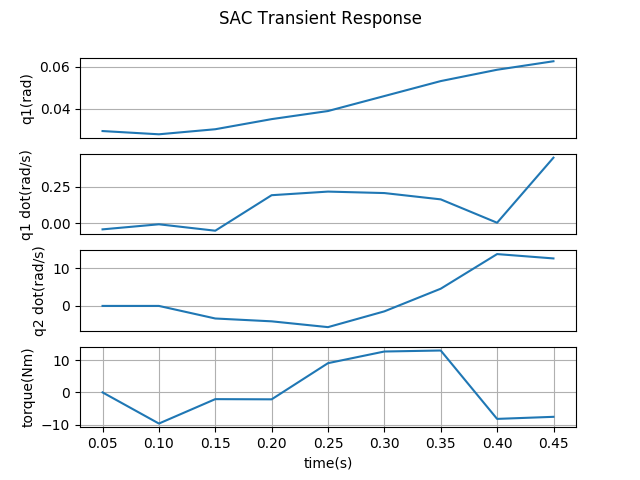 SAC Transient Response
q1(rad)
0.06
0.04
q1 dot(rad/s)
0.25
0.00
q2 dot(rad/s)
10
0
torque(Nm)
10
0
−10
0.05 0.10 0.15 0.20 0.25 0.30 0.35 0.40 0.45
time(s)